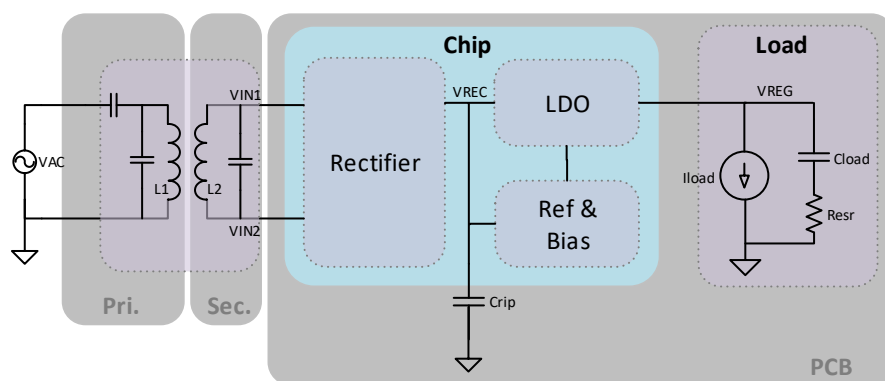 Chip
Load
VIN1
VREC
LDO
VREG
VAC
L1
L2
Rectifier
Iload
Cload
Ref &
Bias
Resr
VIN2
Pri.
Sec.
Crip
PCB